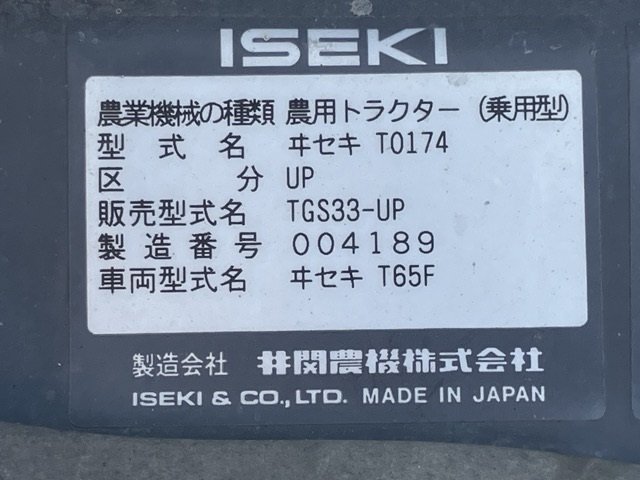 ISEKI
農業機械の種類 農用トラクター (乗用型)
型式名 ヰセキ T0174
区分 UP
販売型式名 TGS33-UP
製造番号 004189
車両型式名 ヰセキ T65F
製造会社 井関農機株式会社
ISEKI & CO.,LTD. MADE IN JAPAN